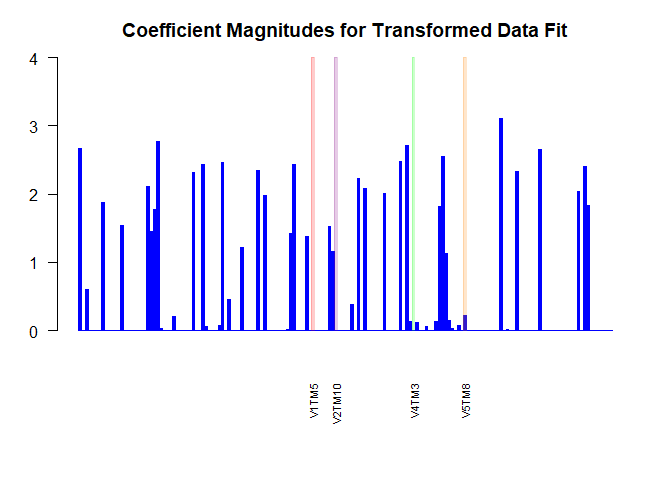 Coefficient Magnitudes for Transformed Data Fit
4
3
2
1
0
V1TM5
V2TM10
V4TM3
V5TM8